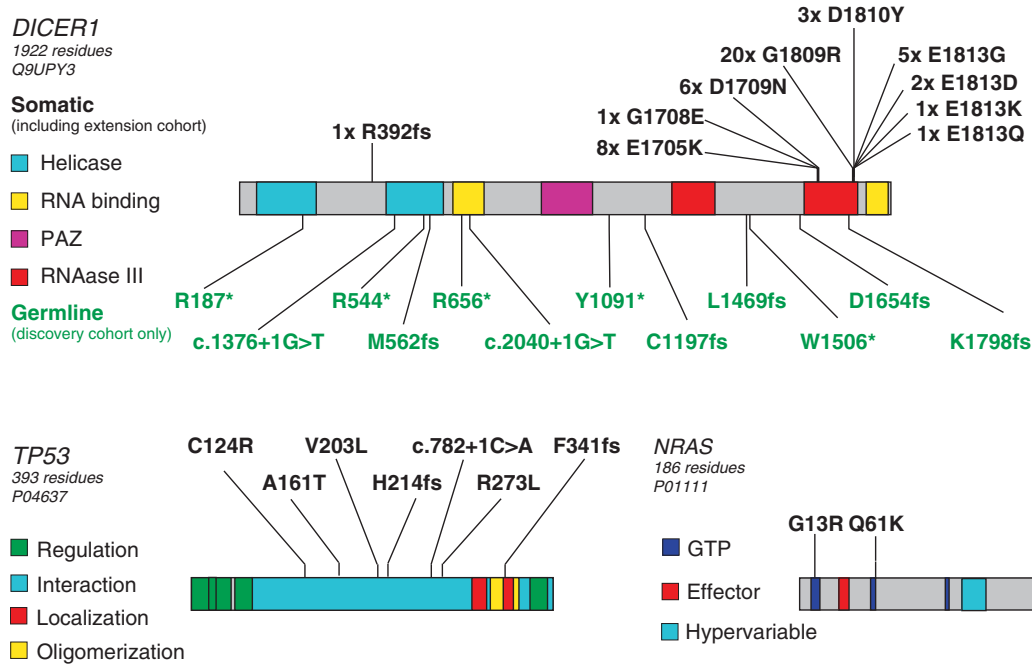 DICER1
1922 residues
Q9UPY3
Somatic
(including extension cohort)
Helicase
RNA binding
PAZ
RNAase III
Germline
(discovery cohort only)
3x D1810Y
20x G1809R
5x E1813G
6x D1709N
2x E1813D
1x G1708E
1x E1813K
1x R392fs
8x E1705K
1x E1813Q
R187*
R544*
R656*
Y1091*
L1469fs
D1654fs
c.1376+1G>T
M562fs
c.2040+1G>T
C1197fs
W1506*
K1798fs
TP53
393 residues
P04637
Regulation
Interaction
Localization
Oligomerization
C124R
V203L
c.782+1C>A
F341fs
A161T
H214fs
R273L
NRAS
186 residues
P01111
GTP
Effector
Hypervariable
G13R Q61K